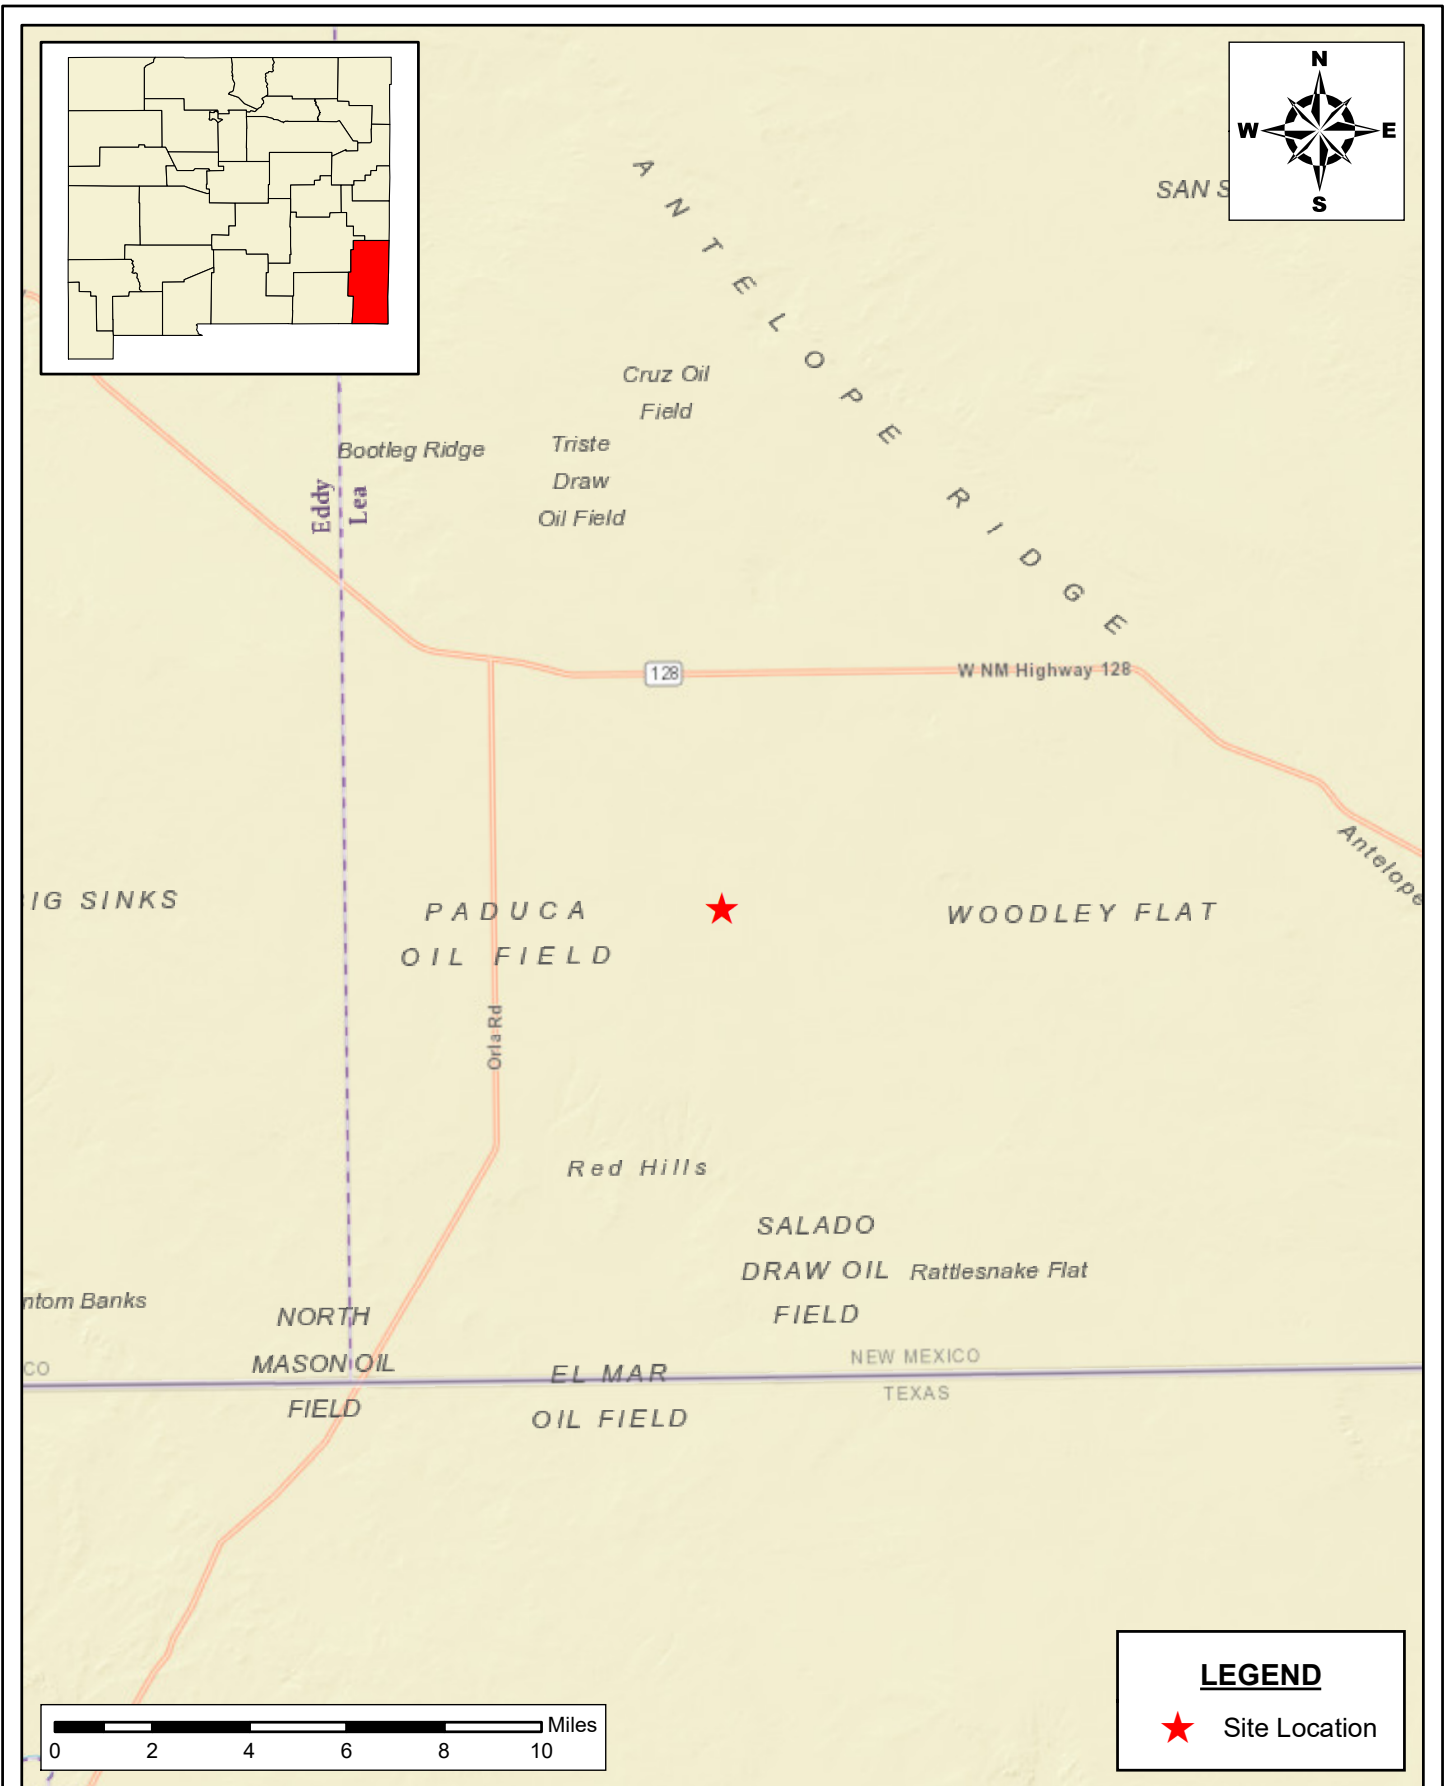 N
W E
S
SAN S
ANTELOPE RIDGE
Cruz Oil
Field
Bootleg Ridge
Triste
Draw
Oil Field
Eddy
Lea
128
W NM Highway 128
Antelope
IG SINKS
PADUCA
OIL FIELD
WOODLEY FLAT
Orla Rd
Red Hills
SALADO
DRAW OIL
FIELD
Rattlesnake Flat
ntom Banks
NORTH
MASON OIL
FIELD
CO
EL MAR
OIL FIELD
NEW MEXICO
TEXAS
LEGEND
Site Location
Miles
0 2 4 6 8 10